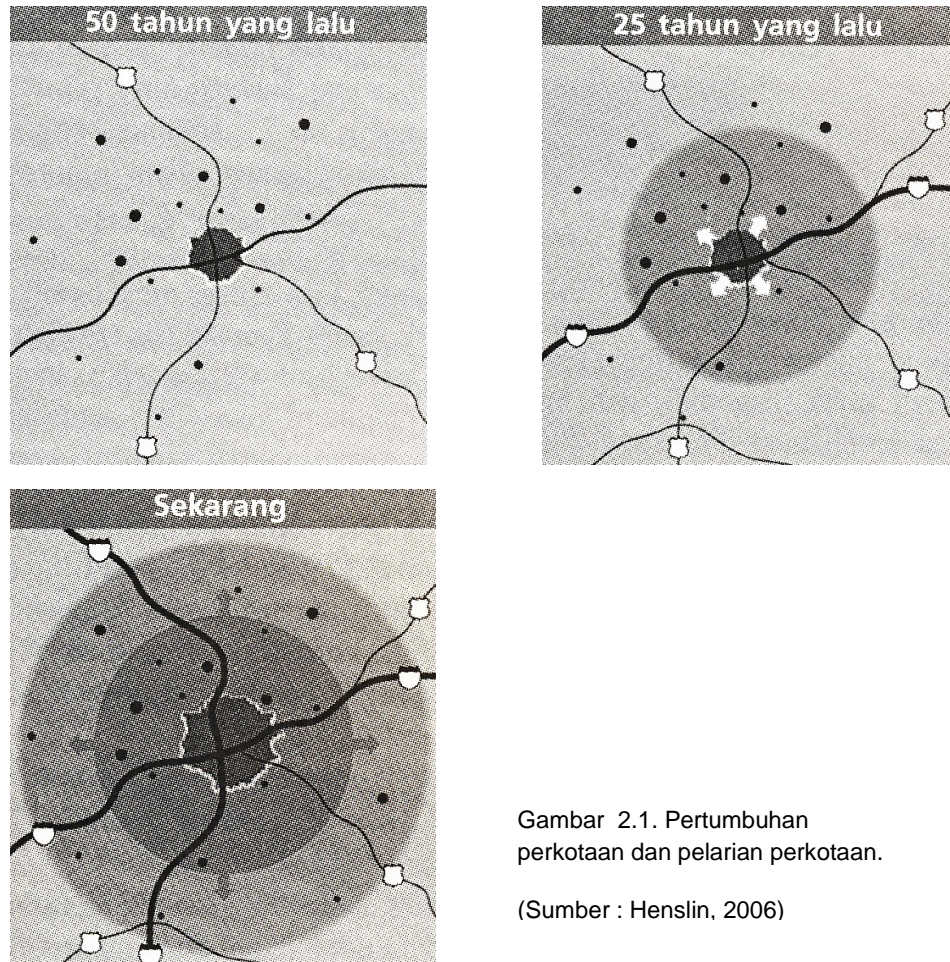 50 tahun yang lalu
25 tahun yang lalu
Sekarang
Gambar 2.1. Pertumbuhan
perkotaan dan pelarian perkotaan.
(Sumber : Henslin, 2006)